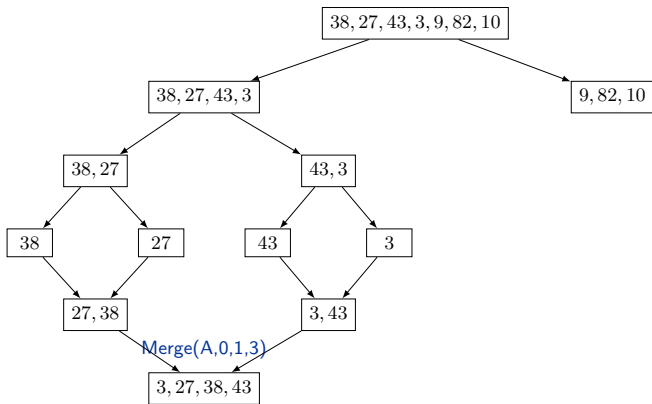 38, 27, 43, 3, 9, 82, 10
38, 27, 43, 3
9, 82, 10
38, 27
43, 3
38
27
43
3
27, 38
3, 43
Merge(A,0,1,3)
3, 27, 38, 43